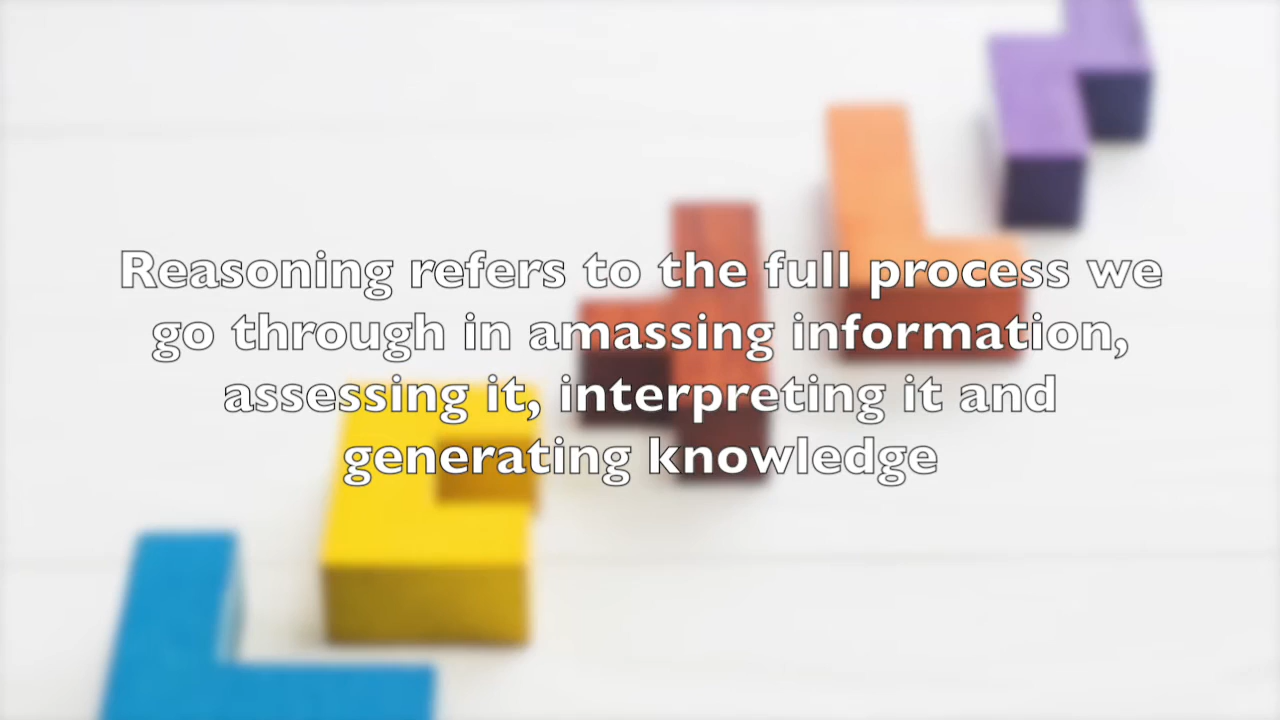 Reasoning refers to the full process we
go through in amassing information,
assessing it, interpreting it and
generating knowledge